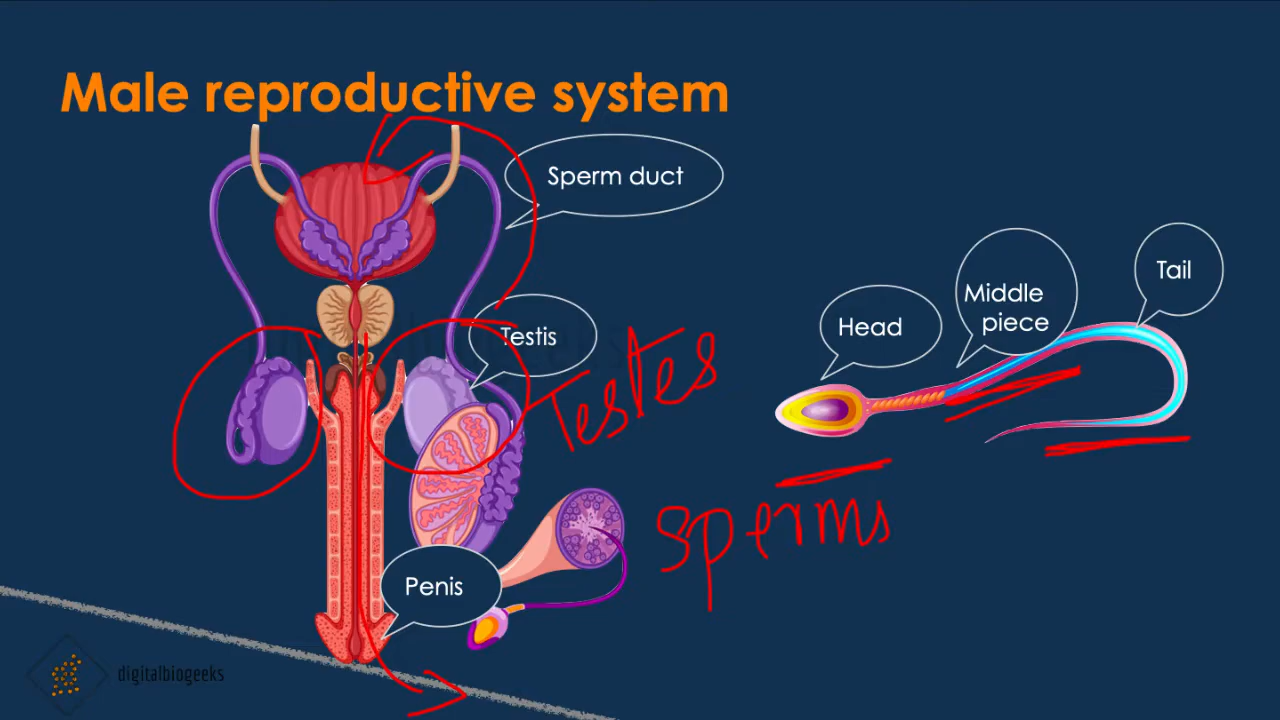 Male reproductive system
Sperm duct
Testis
Testes
Head
Middle
piece
Tail
Sperms
Penis
digitalbiogeeks